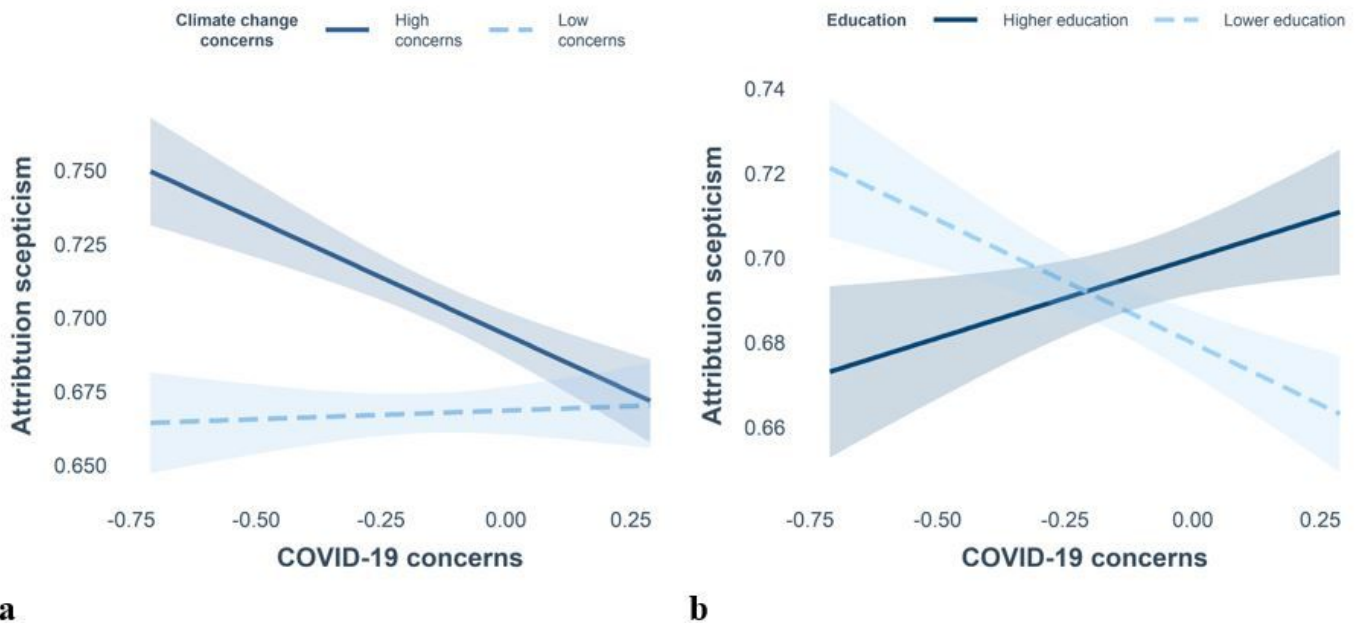 Climate change
concerns
High
concerns
Low
concerns
Attribtuion scepticism
0.750
0.725
0.700
0.675
0.650
-0.75 -0.50 -0.25 0.00 0.25
COVID-19 concerns
a
Education Higher education Lower education
Attribtuion scepticism
0.74
0.72
0.70
0.68
0.66
-0.75 -0.50 -0.25 0.00 0.25
COVID-19 concerns
b